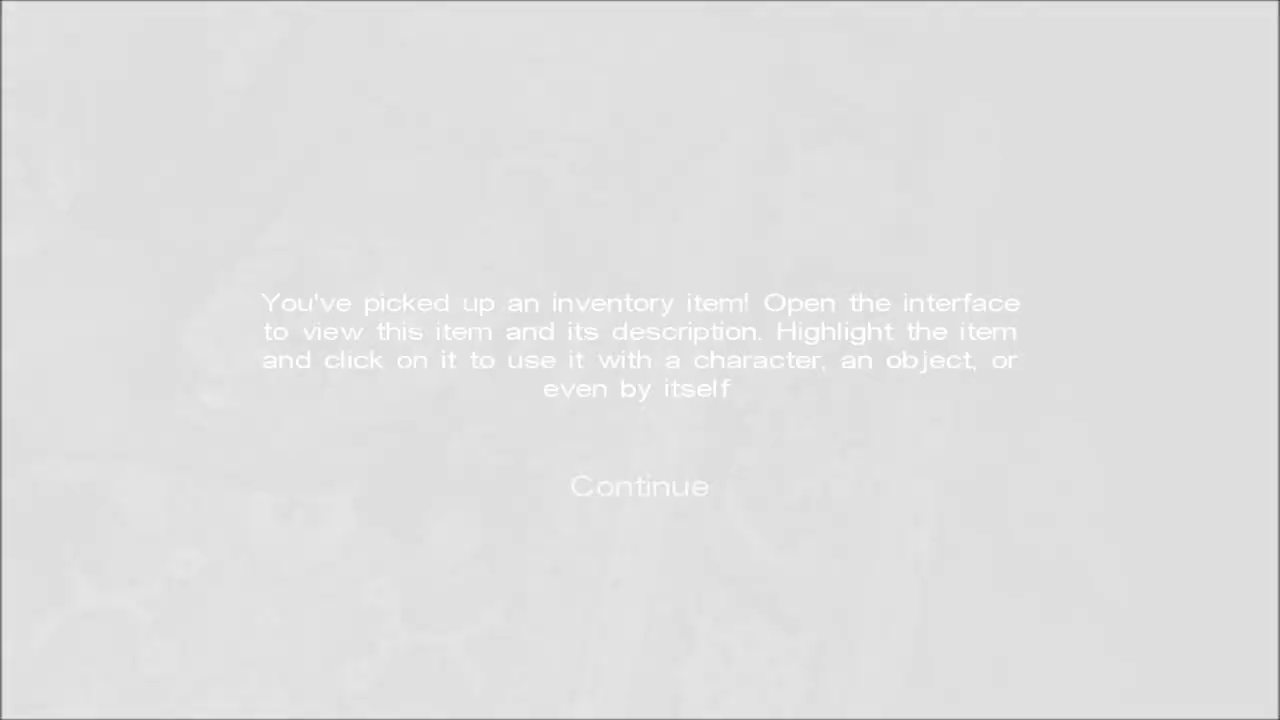 You've picked up an inventory item! Open the interface
to view this item and its description. Highlight the item
and click on it to use it with a character, an object, or
even by itself
Continue